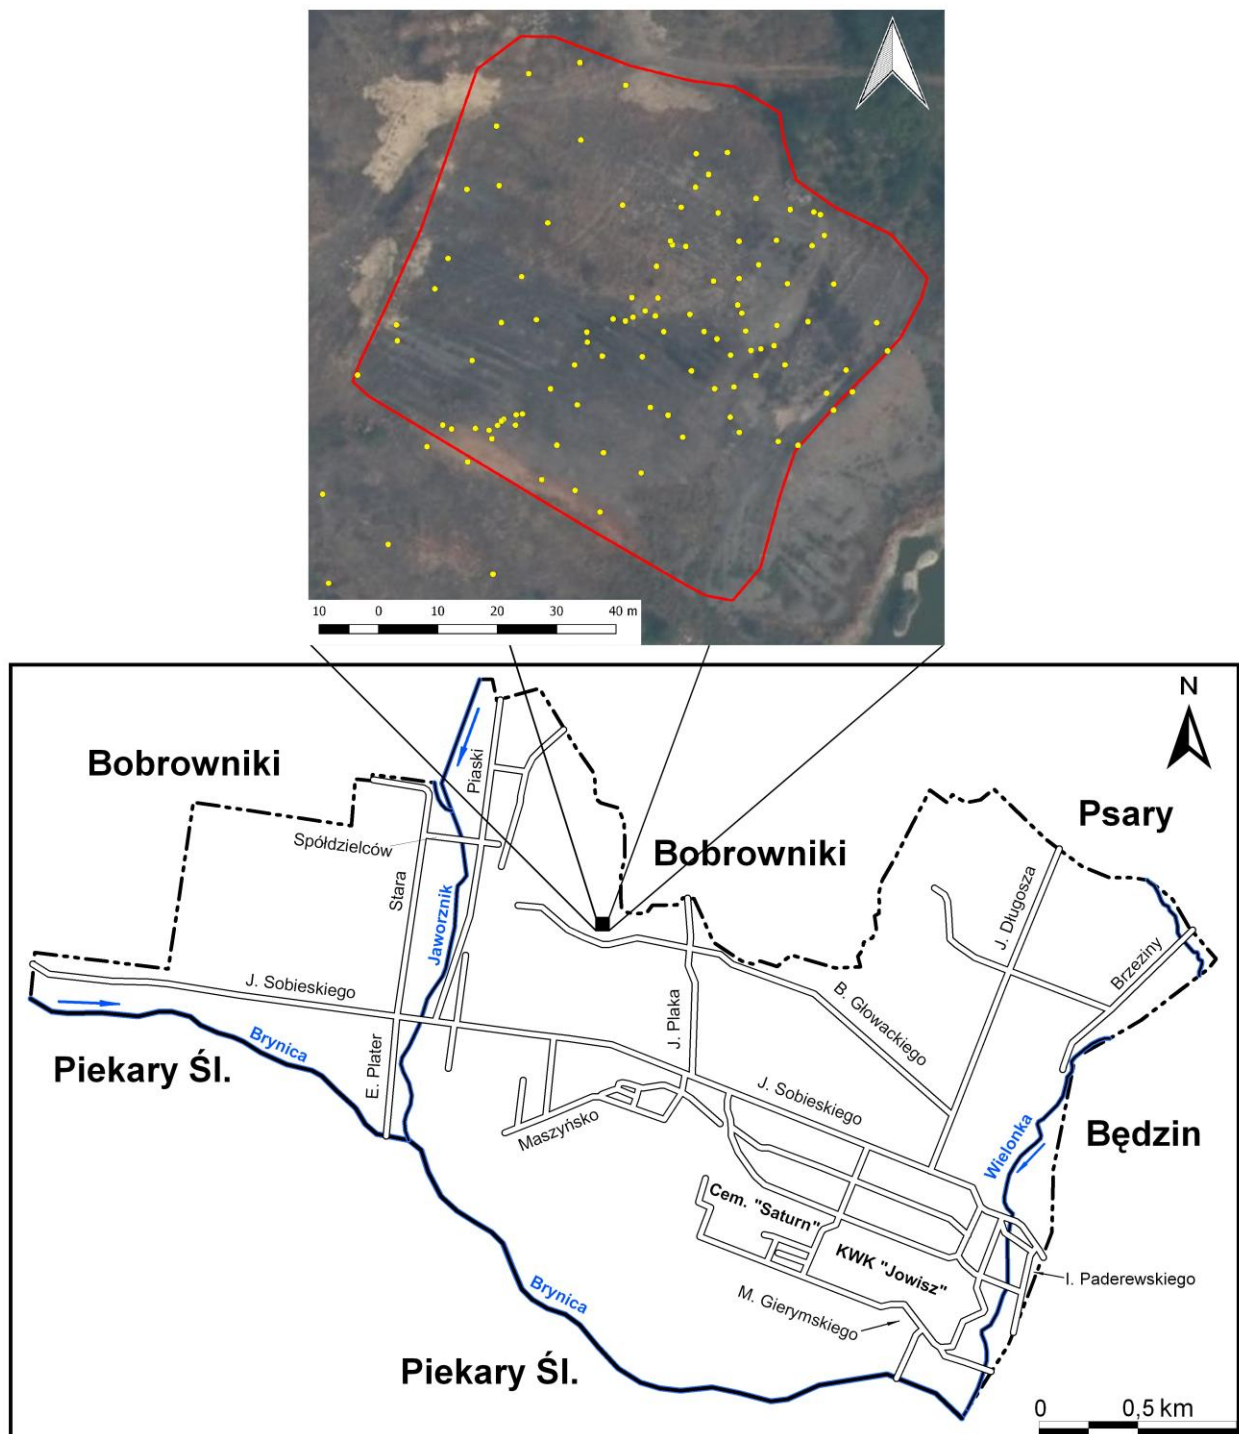 10 0 10 20 30 40 m
N
Bobrowniki
Piaski
Psary
Spółdzielców
Bobrowniki
Stara
J. Długosza
Jaworznik
Brzeziny
J. Sobieskiego
B. Głowackiego
J. Plaka
Brynica
Piekary Śl.
E. Plater
J. Sobieskiego
Maszyńsko
Wielonka
Będzin
Cem. "Saturn"
KWK "Jowisz"
I. Paderewskiego
Brynica
M. Gierymskiego
Piekary Śl.
0 0,5 km